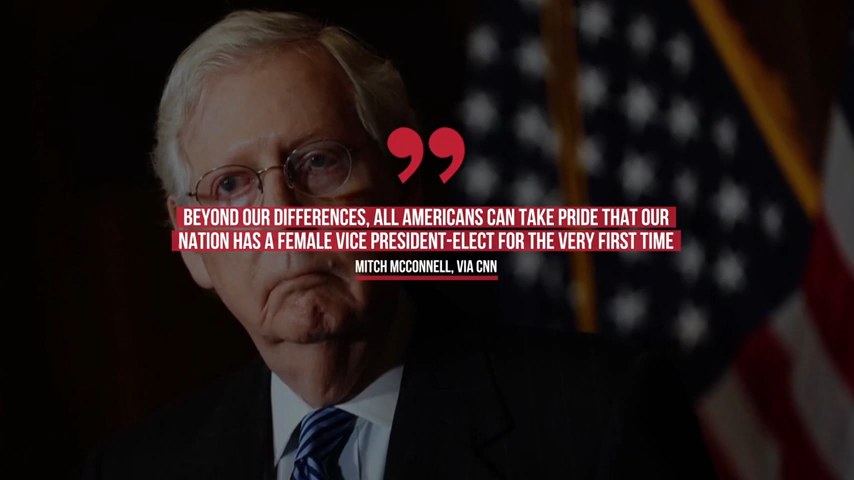 BEYOND OUR DIFFERENCES, ALL AMERICANS CAN TAKE PRIDE THAT OUR
NATION HAS A FEMALE VICE PRESIDENT-ELECT FOR THE VERY FIRST TIME
MITCH MCCONNELL, VIA CNN